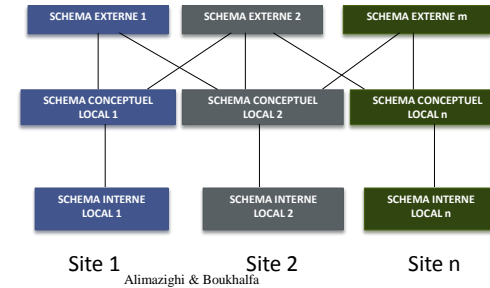 SCHEMA EXTERNE 1
SCHEMA EXTERNE 2
SCHEMA EXTERNE m
SCHEMA CONCEPTUEL
LOCAL 1
SCHEMA CONCEPTUEL
LOCAL 2
SCHEMA CONCEPTUEL
LOCAL n
SCHEMA INTERNE
LOCAL 1
SCHEMA INTERNE
LOCAL 2
SCHEMA INTERNE
LOCAL n
Site 1
Site 2
Site n
Alimazighi & Boukhalfa